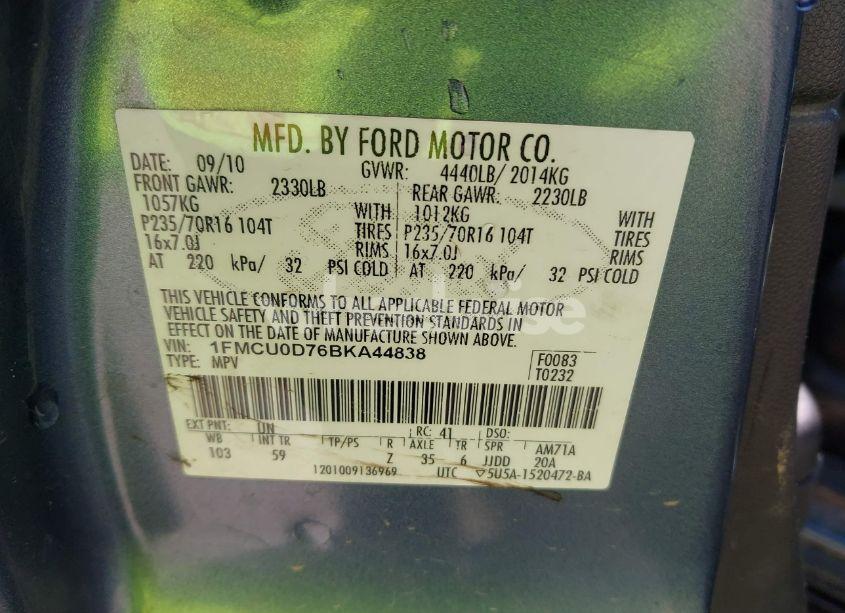 MFD. BY FORD MOTOR CO.
DATE: 09/10 GVWR: 4440LB/ 2014KG
FRONT GAWR: 2330LB REAR GAWR: 2230LB
1057KG WITH 1012KG WITH
P235/70R16 104T TIRES P235/70R16 104T TIRES
16x7.0J RIMS 16x7.0J RIMS
AT 220 kPa/ 32 PSI COLD AT 220 kPa/ 32 PSI COLD
THIS VEHICLE CONFORMS TO ALL APPLICABLE FEDERAL MOTOR
VEHICLE SAFETY AND THEFT PREVENTION STANDARDS IN
EFFECT ON THE DATE OF MANUFACTURE SHOWN ABOVE.
VIN: 1FMCU0D76BKA44838
TYPE: MPV
F0083
T0232
EXT PNT: UN RC: 41 DSO:
WB INT TR TP/PS R AXLE TR SPR AM71A
103 59 Z 35 6 JJDD 20A
1201009136969 UTC ▽5U5A-1520472-BA